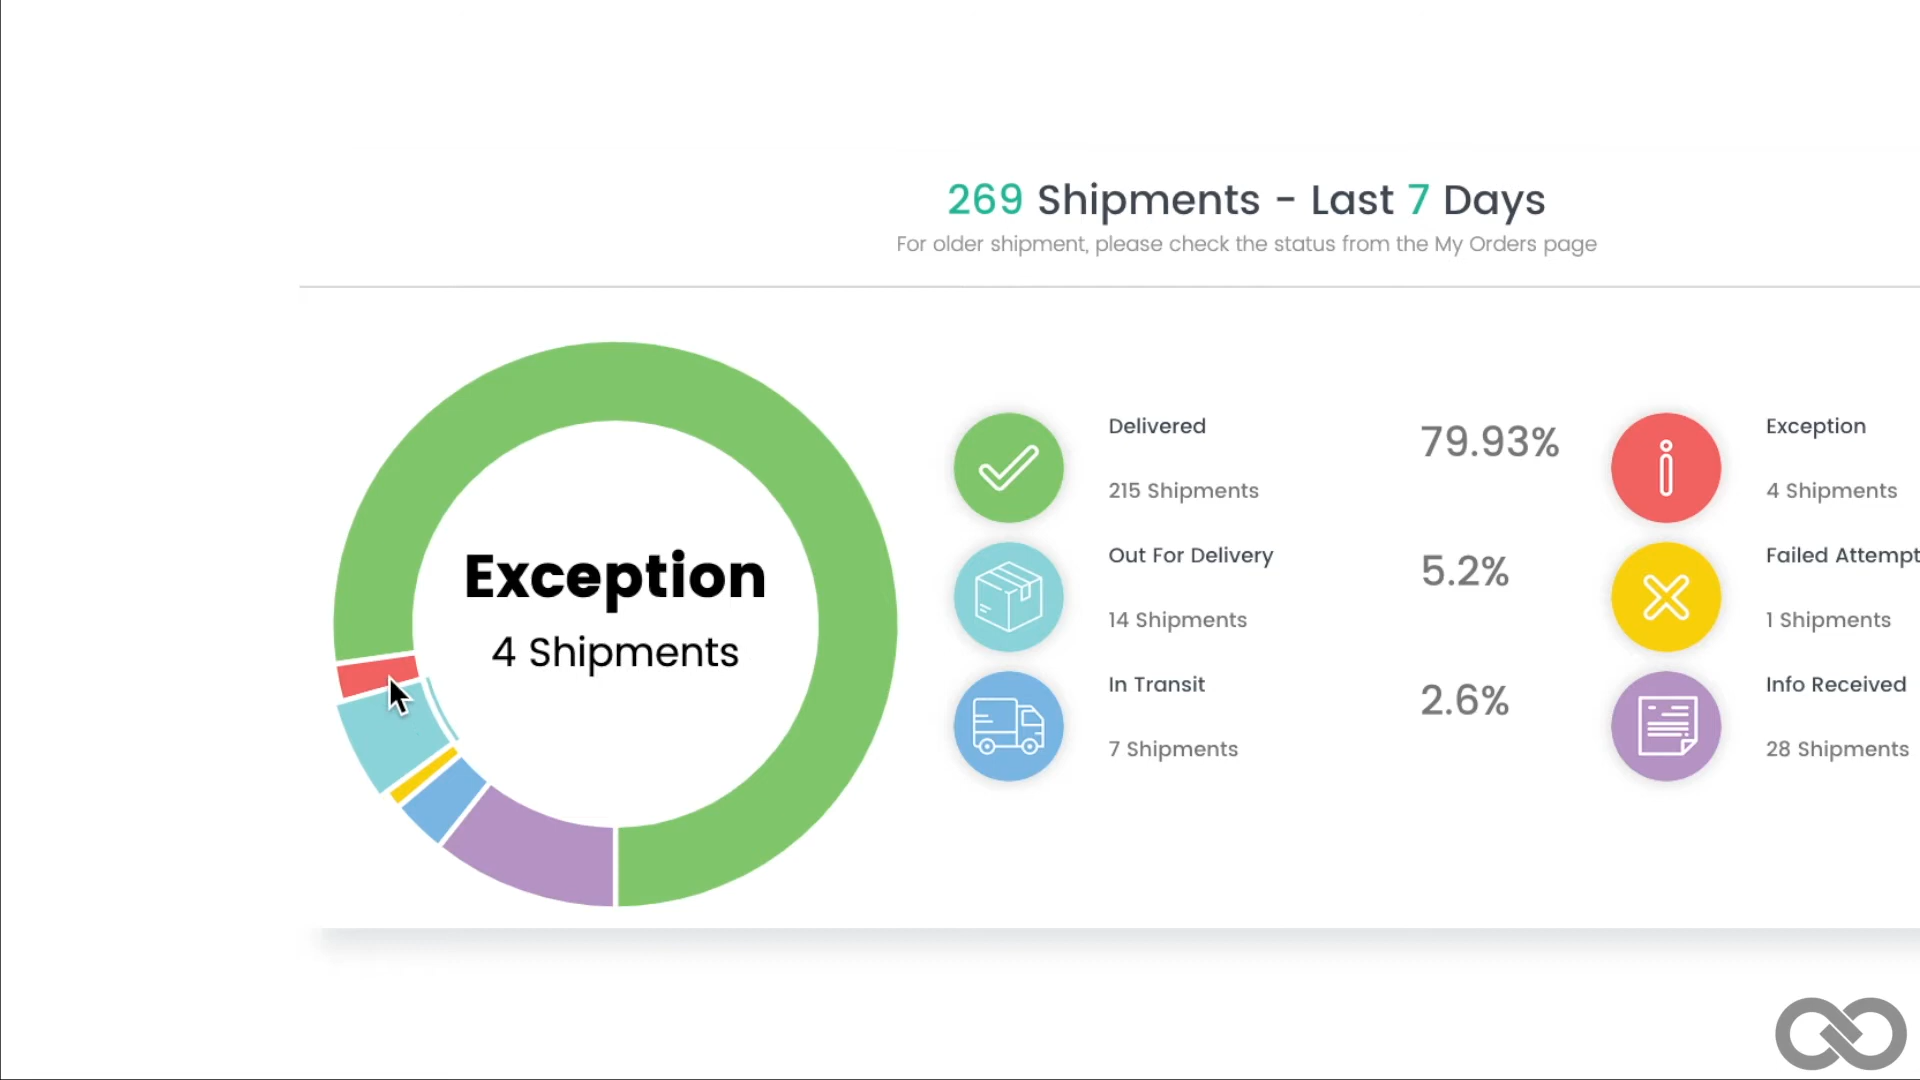 269 Shipments - Last 7 Days
For older shipment, please check the status from the My Orders page
Exception
4 Shipments
Delivered
79.93%
215 Shipments
Out For Delivery
5.2%
14 Shipments
In Transit
2.6%
7 Shipments
Exception
4 Shipments
Failed Attempt
1 Shipments
Info Received
28 Shipments